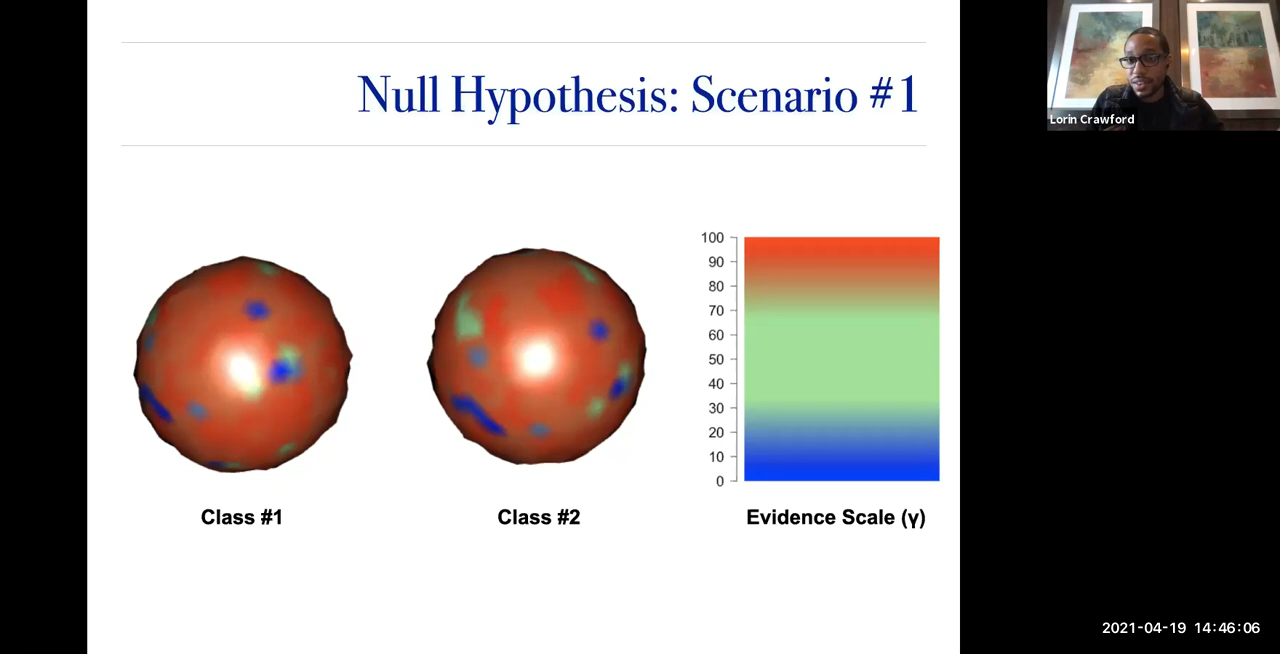 Null Hypothesis: Scenario #1
Lorin Crawford
100
90
80
70
60
50
40
30
20
10
0
Class #1
Class #2
Evidence Scale (γ)
2021-04-19 14:46:06